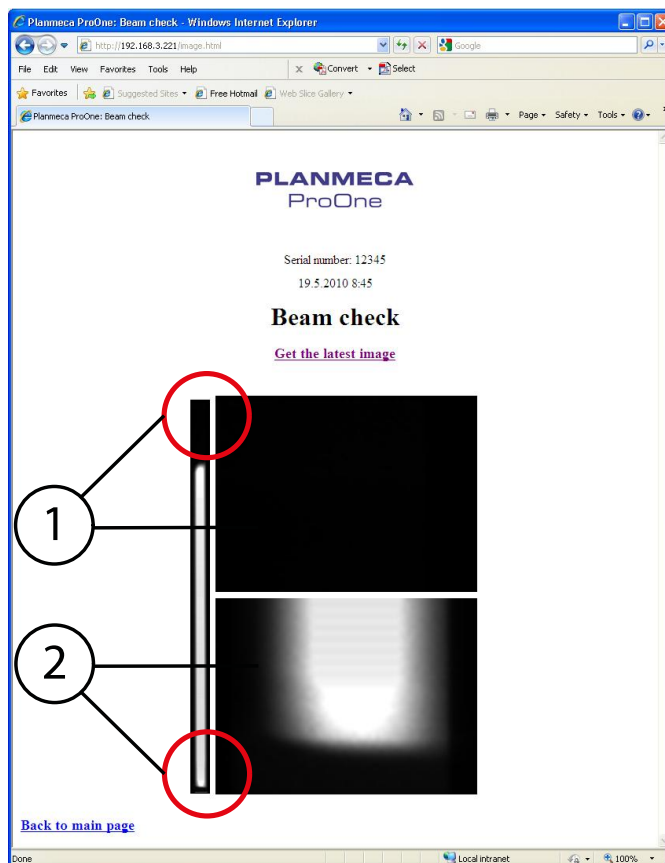 Planmeca ProOne: Beam check - Windows Internet Explorer
http://192.168.3.221/image.html
Google
File Edit View Favorites Tools Help
x Convert Select
Favorites Suggested Sites Free Hotmail Web Slice Gallery
Planmeca ProOne: Beam check
Page Safety Tools
PLANMECA
ProOne
Serial number: 12345
19.5.2010 8:45
Beam check
Get the latest image
1
2
Back to main page
Done Local intranet 100%